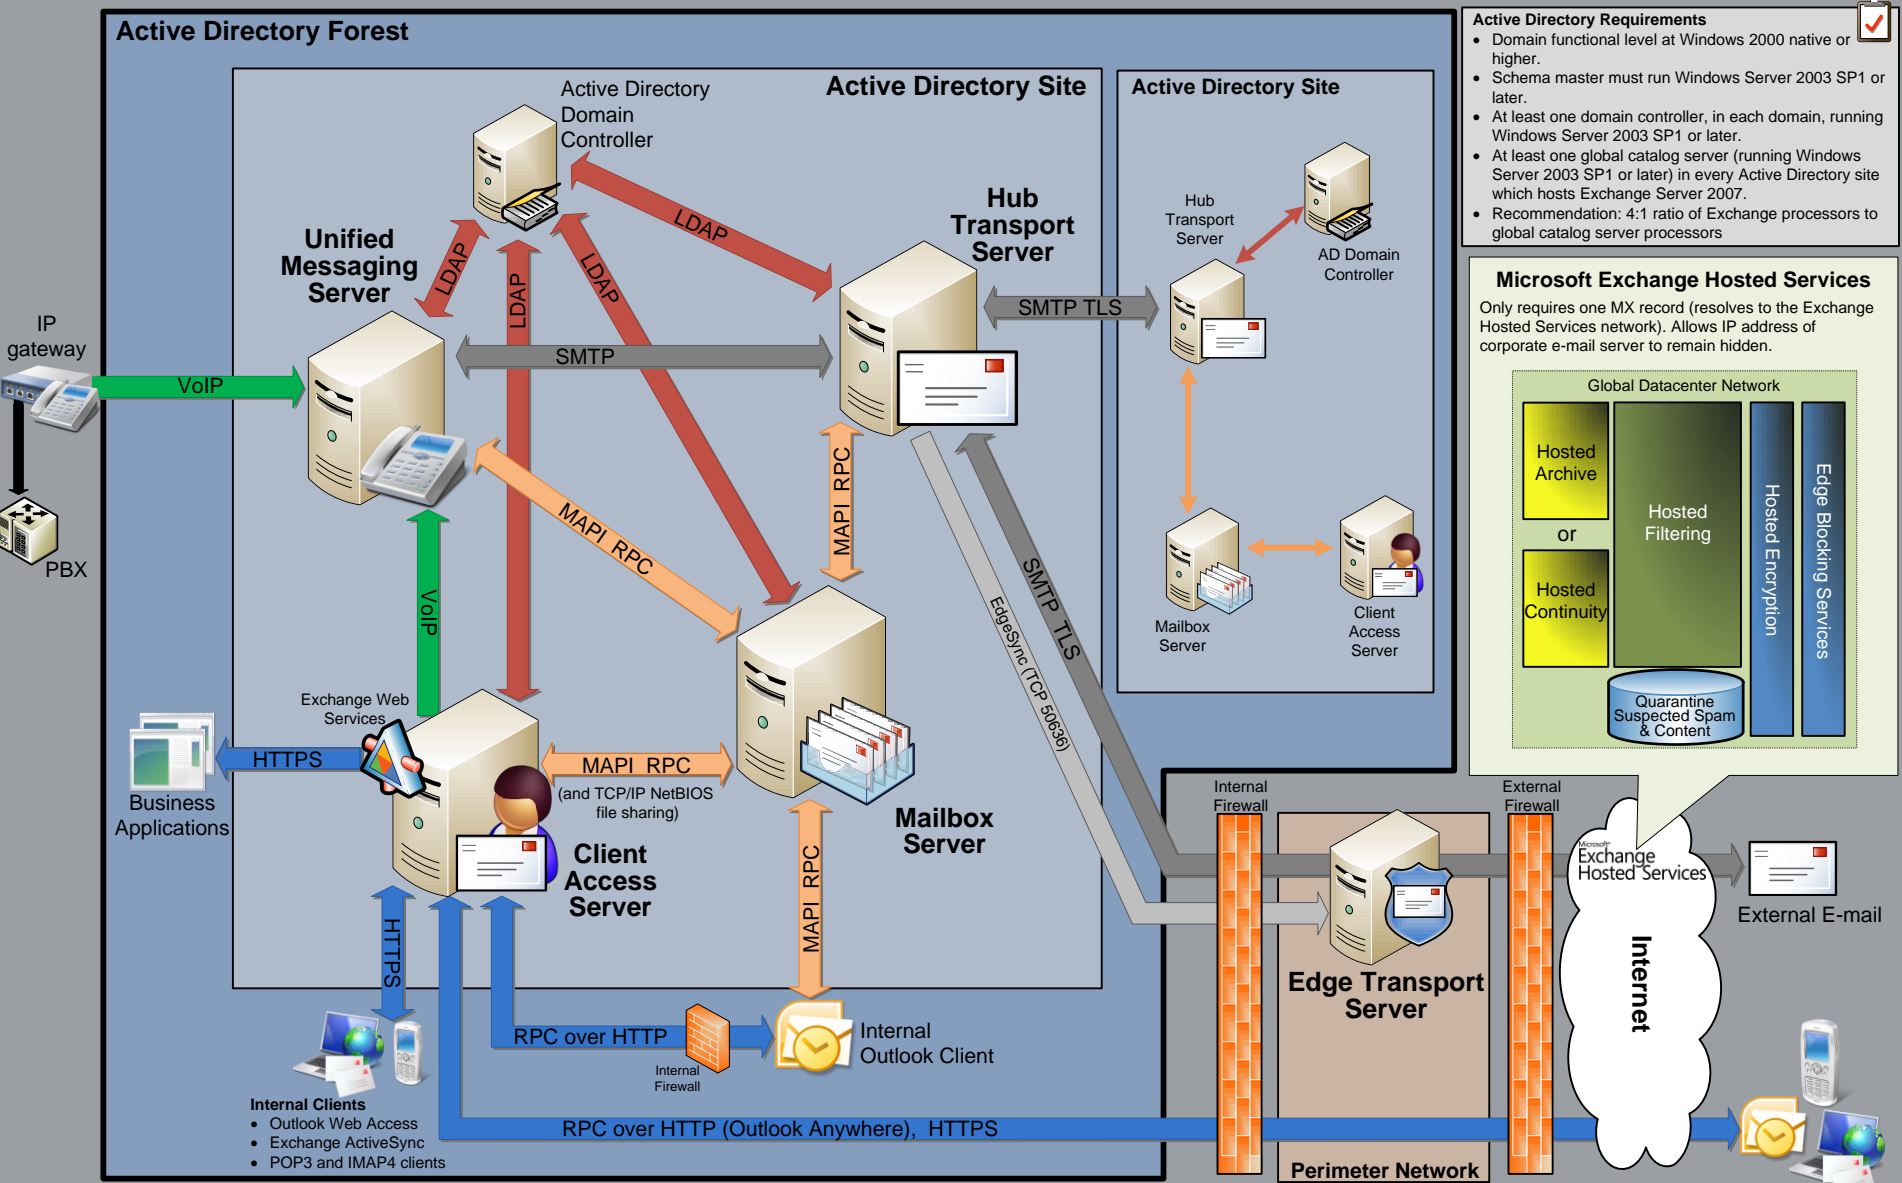 Active Directory Forest
Active Directory Site
Active Directory
Domain
Controller
Hub
Transport
Server
Unified
Messaging
Server
LDAP
LDAP
LDAP
LDAP
SMTP
SMTP TLS
IP
gateway
VoIP
PBX
MAPI RPC
MAPI RPC
VoIP
SMTP TLS
EdgeSync (TCP 50636)
Exchange Web
Services
HTTPS
Business
Applications
MAPI RPC
(and TCP/IP NetBIOS
file sharing)
Mailbox
Server
Client
Access
Server
MAPI RPC
HTTPS
RPC over HTTP
Internal
Firewall
Internal
Outlook Client
Internal Clients
• Outlook Web Access
• Exchange ActiveSync
• POP3 and IMAP4 clients
RPC over HTTP (Outlook Anywhere), HTTPS
Active Directory Site
Hub
Transport
Server
AD Domain
Controller
Mailbox
Server
Client
Access
Server
Internal
Firewall
External
Firewall
Edge Transport
Server
Perimeter Network
Microsoft
Exchange
Hosted Services
Internet
External E-mail
Active Directory Requirements
• Domain functional level at Windows 2000 native or
higher.
• Schema master must run Windows Server 2003 SP1 or
later.
• At least one domain controller, in each domain, running
Windows Server 2003 SP1 or later.
• At least one global catalog server (running Windows
Server 2003 SP1 or later) in every Active Directory site
which hosts Exchange Server 2007.
• Recommendation: 4:1 ratio of Exchange processors to
global catalog server processors
Microsoft Exchange Hosted Services
Only requires one MX record (resolves to the Exchange
Hosted Services network). Allows IP address of
corporate e-mail server to remain hidden.
Global Datacenter Network
Hosted
Archive
or
Hosted
Continuity
Hosted
Filtering
Hosted Encryption
Edge Blocking Services
Quarantine
Suspected Spam
& Content